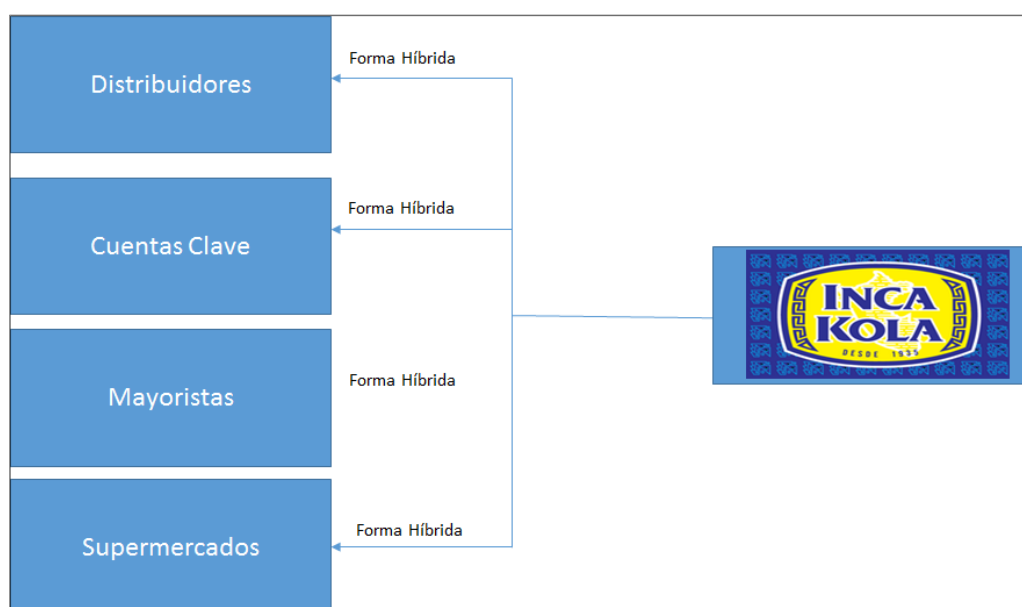 Distribuidores
Forma Híbrida
Cuentas Clave
Forma Híbrida
Mayoristas
Forma Híbrida
Supermercados
Forma Híbrida
INCA
KOLA
DESDE 1935